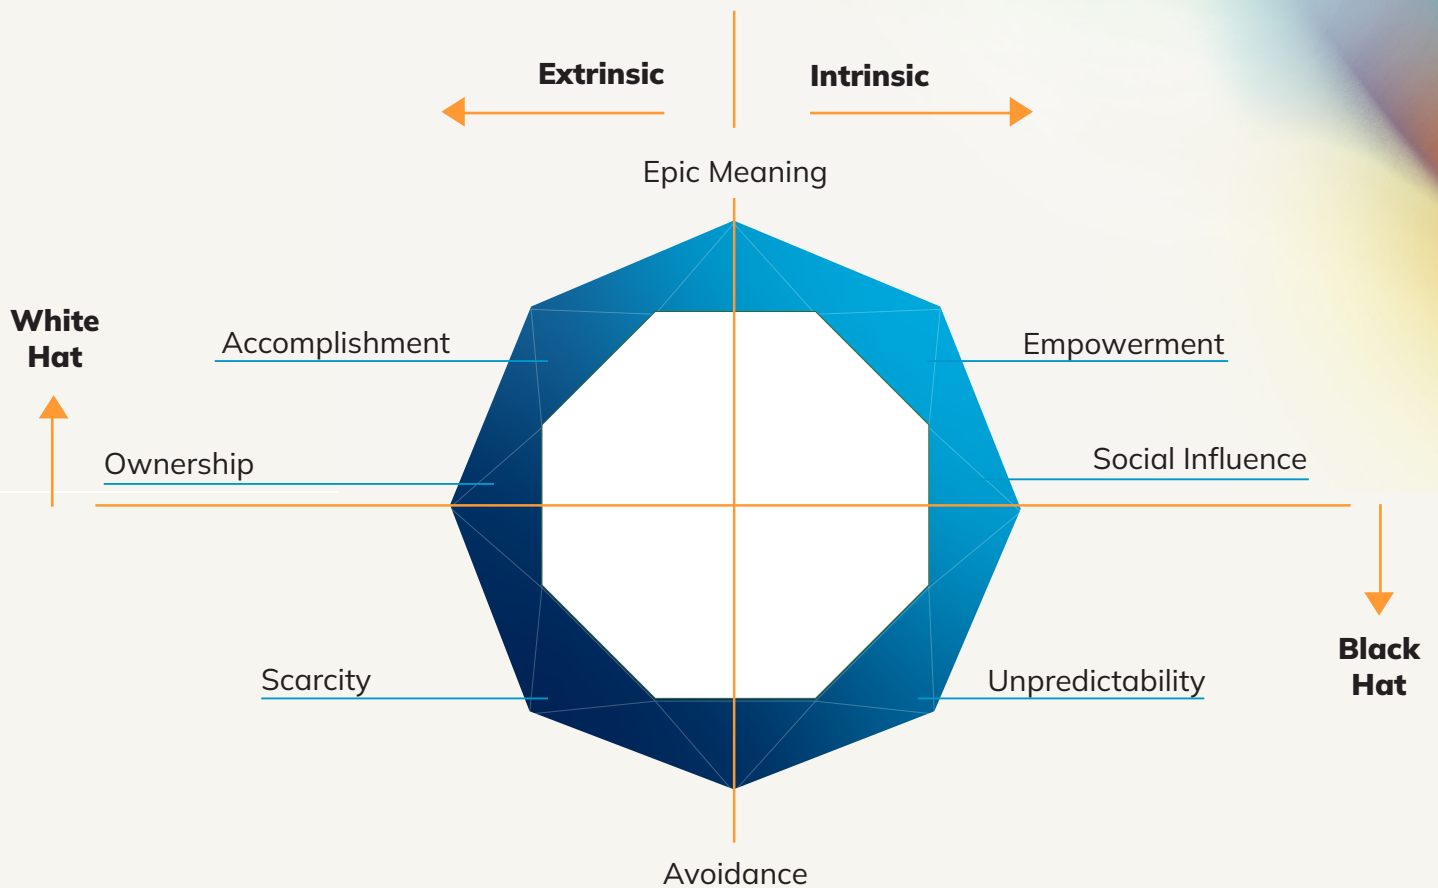 Extrinsic
Intrinsic
Epic Meaning
White
Hat
Accomplishment
Empowerment
Ownership
Social Influence
Black
Hat
Scarcity
Unpredictability
Avoidance